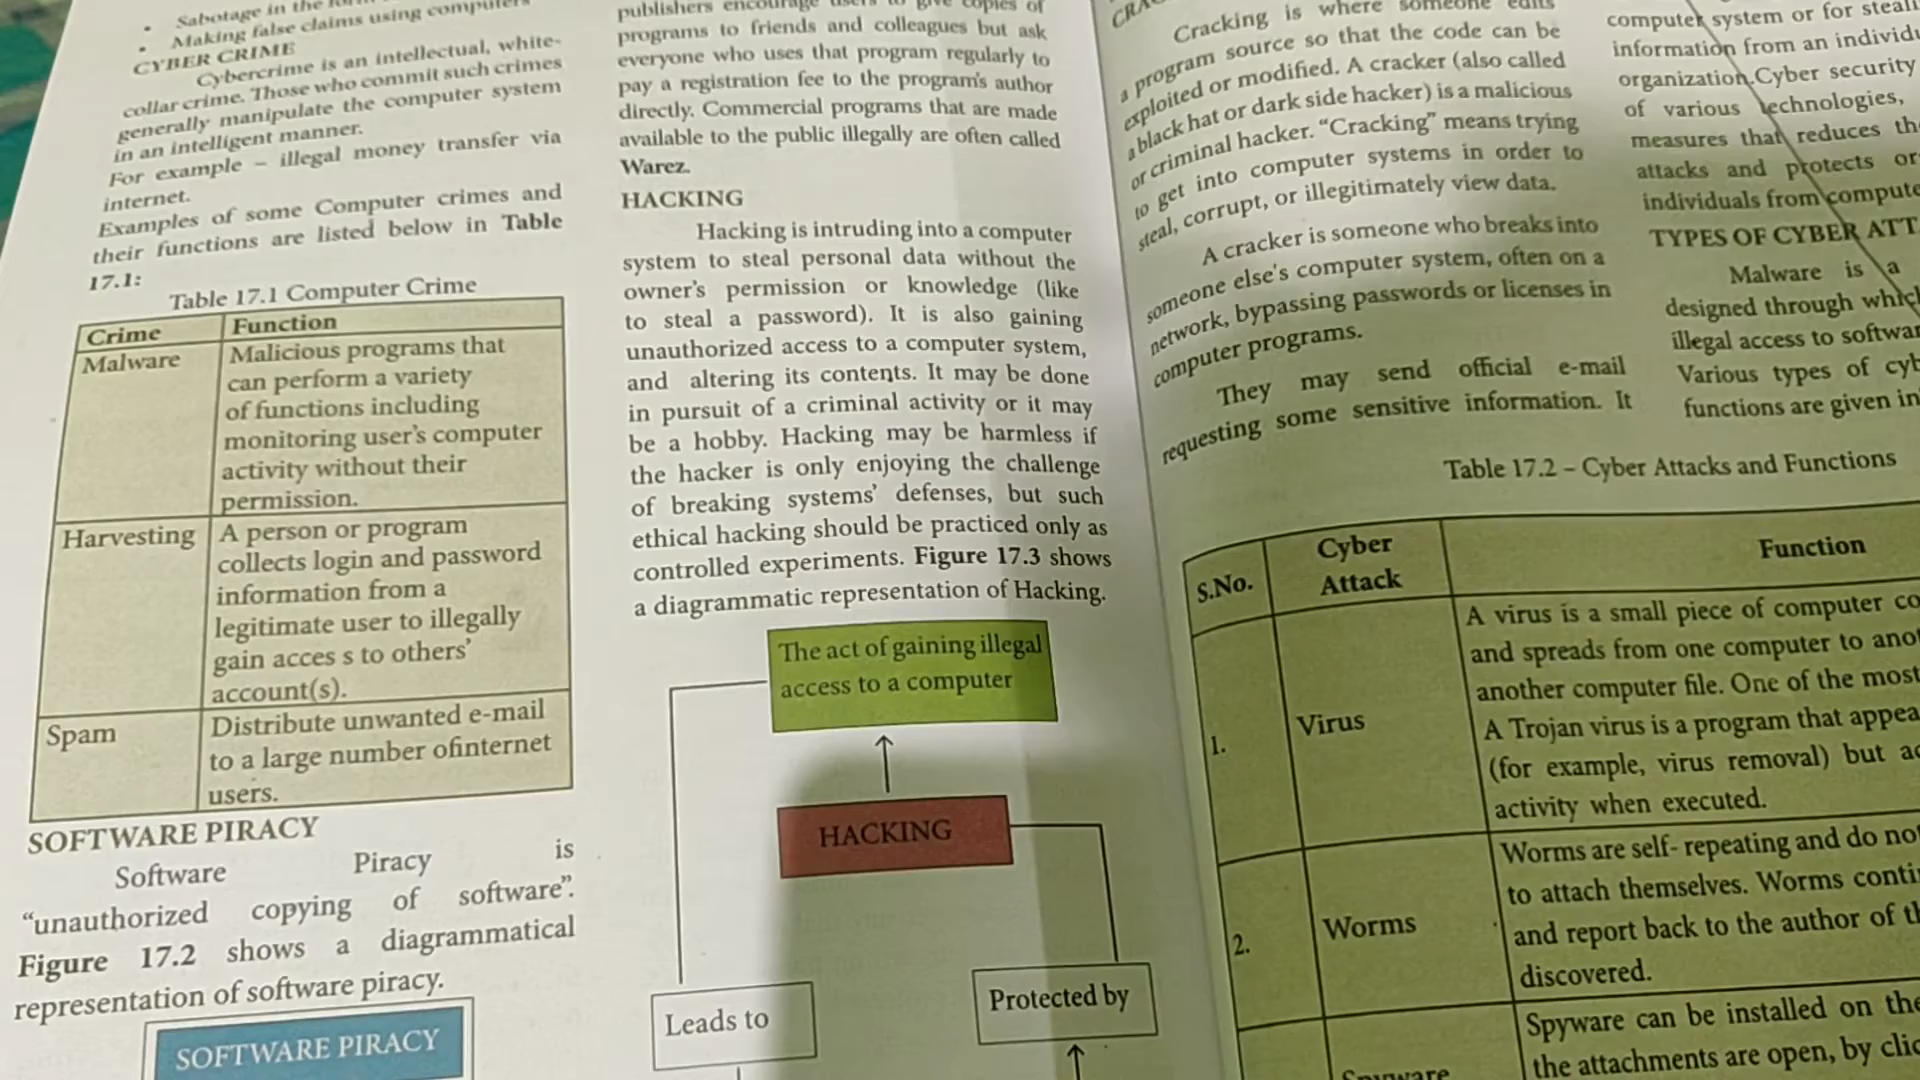 Sabotage in the
Making false claims using computers
CYBER CRIME
Cybercrime is an intellectual, white-
collar crime. Those who commit such crimes
generally manipulate the computer system
in an intelligent manner.
For example – illegal money transfer via
internet.
Examples of some Computer crimes and
their functions are listed below in Table
17.1:
Table 17.1 Computer Crime
Crime Function
Malware Malicious programs that
can perform a variety
of functions including
monitoring user's computer
activity without their
permission.
Harvesting A person or program
collects login and password
information from a
legitimate user to illegally
gain acces s to others'
account(s).
Spam Distribute unwanted e-mail
to a large number ofinternet
users.
SOFTWARE PIRACY
Software Piracy is
“unauthorized copying of software”.
Figure 17.2 shows a diagrammatical
representation of software piracy.
SOFTWARE PIRACY
publishers encourage users to give copies of
programs to friends and colleagues but ask
everyone who uses that program regularly to
pay a registration fee to the program's author
directly. Commercial programs that are made
available to the public illegally are often called
Warez.
HACKING
Hacking is intruding into a computer
system to steal personal data without the
owner's permission or knowledge (like
to steal a password). It is also gaining
unauthorized access to a computer system,
and altering its contents. It may be done
in pursuit of a criminal activity or it may
be a hobby. Hacking may be harmless if
the hacker is only enjoying the challenge
of breaking systems' defenses, but such
ethical hacking should be practiced only as
controlled experiments. Figure 17.3 shows
a diagrammatic representation of Hacking.
The act of gaining illegal
access to a computer
HACKING
Leads to
Protected by
Cracking is where someone edits
a program source so that the code can be
exploited or modified. A cracker (also called
a black hat or dark side hacker) is a malicious
or criminal hacker. “Cracking” means trying
to get into computer systems in order to
steal, corrupt, or illegitimately view data.
A cracker is someone who breaks into
someone else's computer system, often on a
network, bypassing passwords or licenses in
computer programs.
They may send official e-mail
requesting some sensitive information. It
computer system or for
information from an
organization.Cyber security
of various technologies,
measures that reduces
attacks and protects
individuals from
TYPES OF CYBER
Malware is a
designed through which
illegal access to
Various types of
functions are given in
Table 17.2 – Cyber Attacks and Functions
S.No. Cyber Attack Function
1. Virus A virus is a small piece of computer
and spreads from one computer to
another computer file. One of the most
A Trojan virus is a program that
(for example, virus removal) but
activity when executed.
2. Worms Worms are self- repeating and do
to attach themselves. Worms
and report back to the author of
discovered.
Spyware Spyware can be installed on the
the attachments are open, by